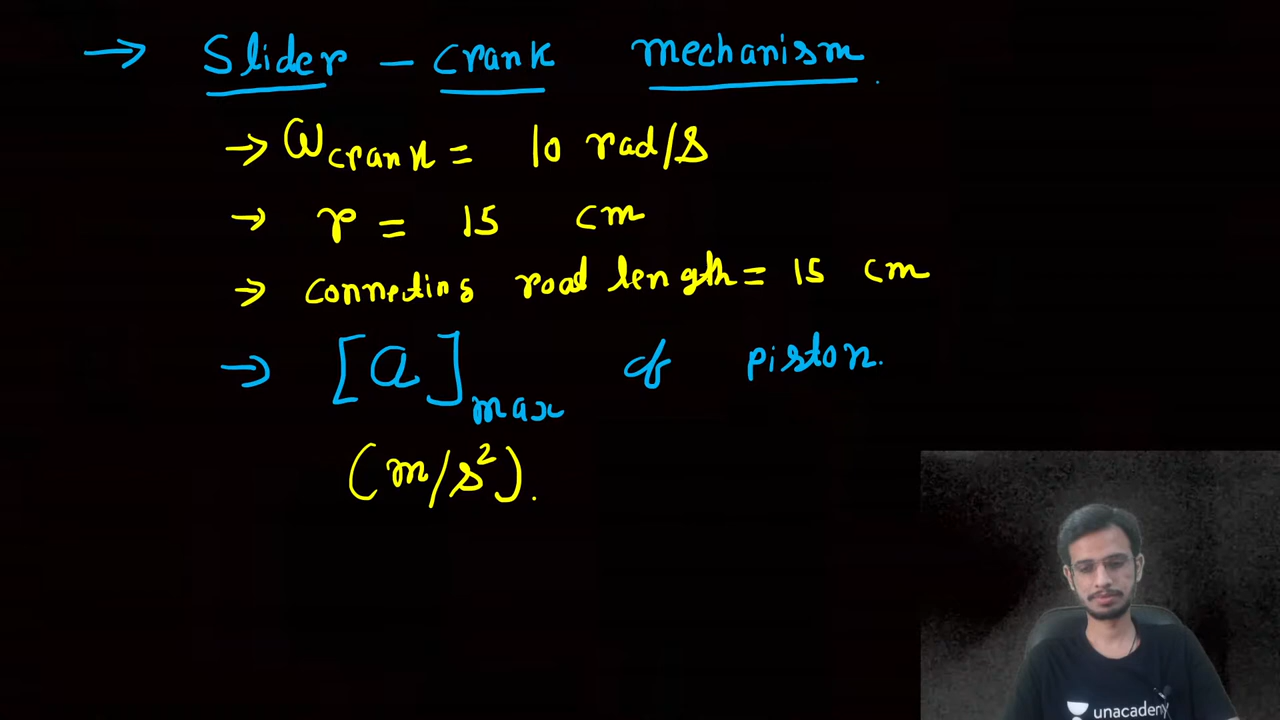 → Slider - crank mechanism.
→ ωcrank = 10 rad/s
→ r = 15 cm
→ connecting road length = 15 cm
→ [a]max of piston.
(m/s²).
unacademy